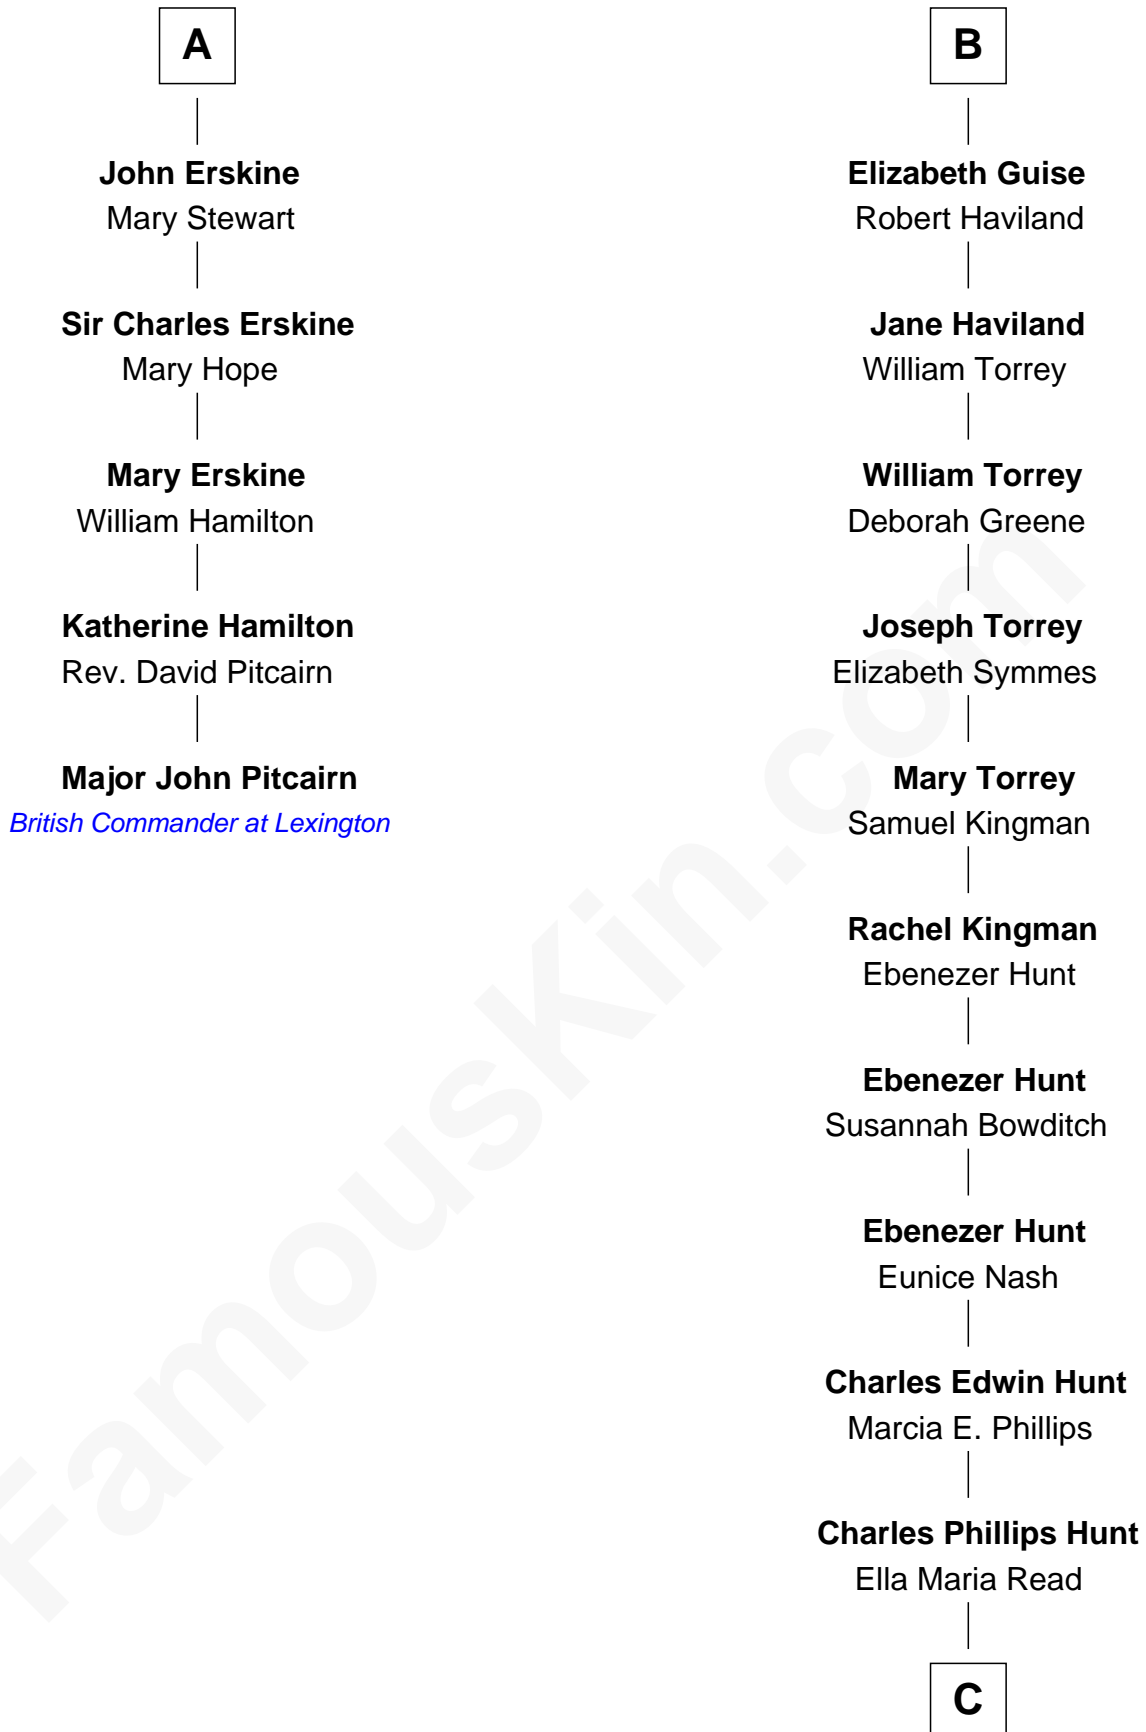 A
John Erskine
Mary Stewart
Sir Charles Erskine
Mary Hope
Mary Erskine
William Hamilton
Katherine Hamilton
Rev. David Pitcairn
Major John Pitcairn
British Commander at Lexington
B
Elizabeth Guise
Robert Haviland
Jane Haviland
William Torrey
William Torrey
Deborah Greene
Joseph Torrey
Elizabeth Symmes
Mary Torrey
Samuel Kingman
Rachel Kingman
Ebenezer Hunt
Ebenezer Hunt
Susannah Bowditch
Ebenezer Hunt
Eunice Nash
Charles Edwin Hunt
Marcia E. Phillips
Charles Phillips Hunt
Ella Maria Read
C
FamousKin.com